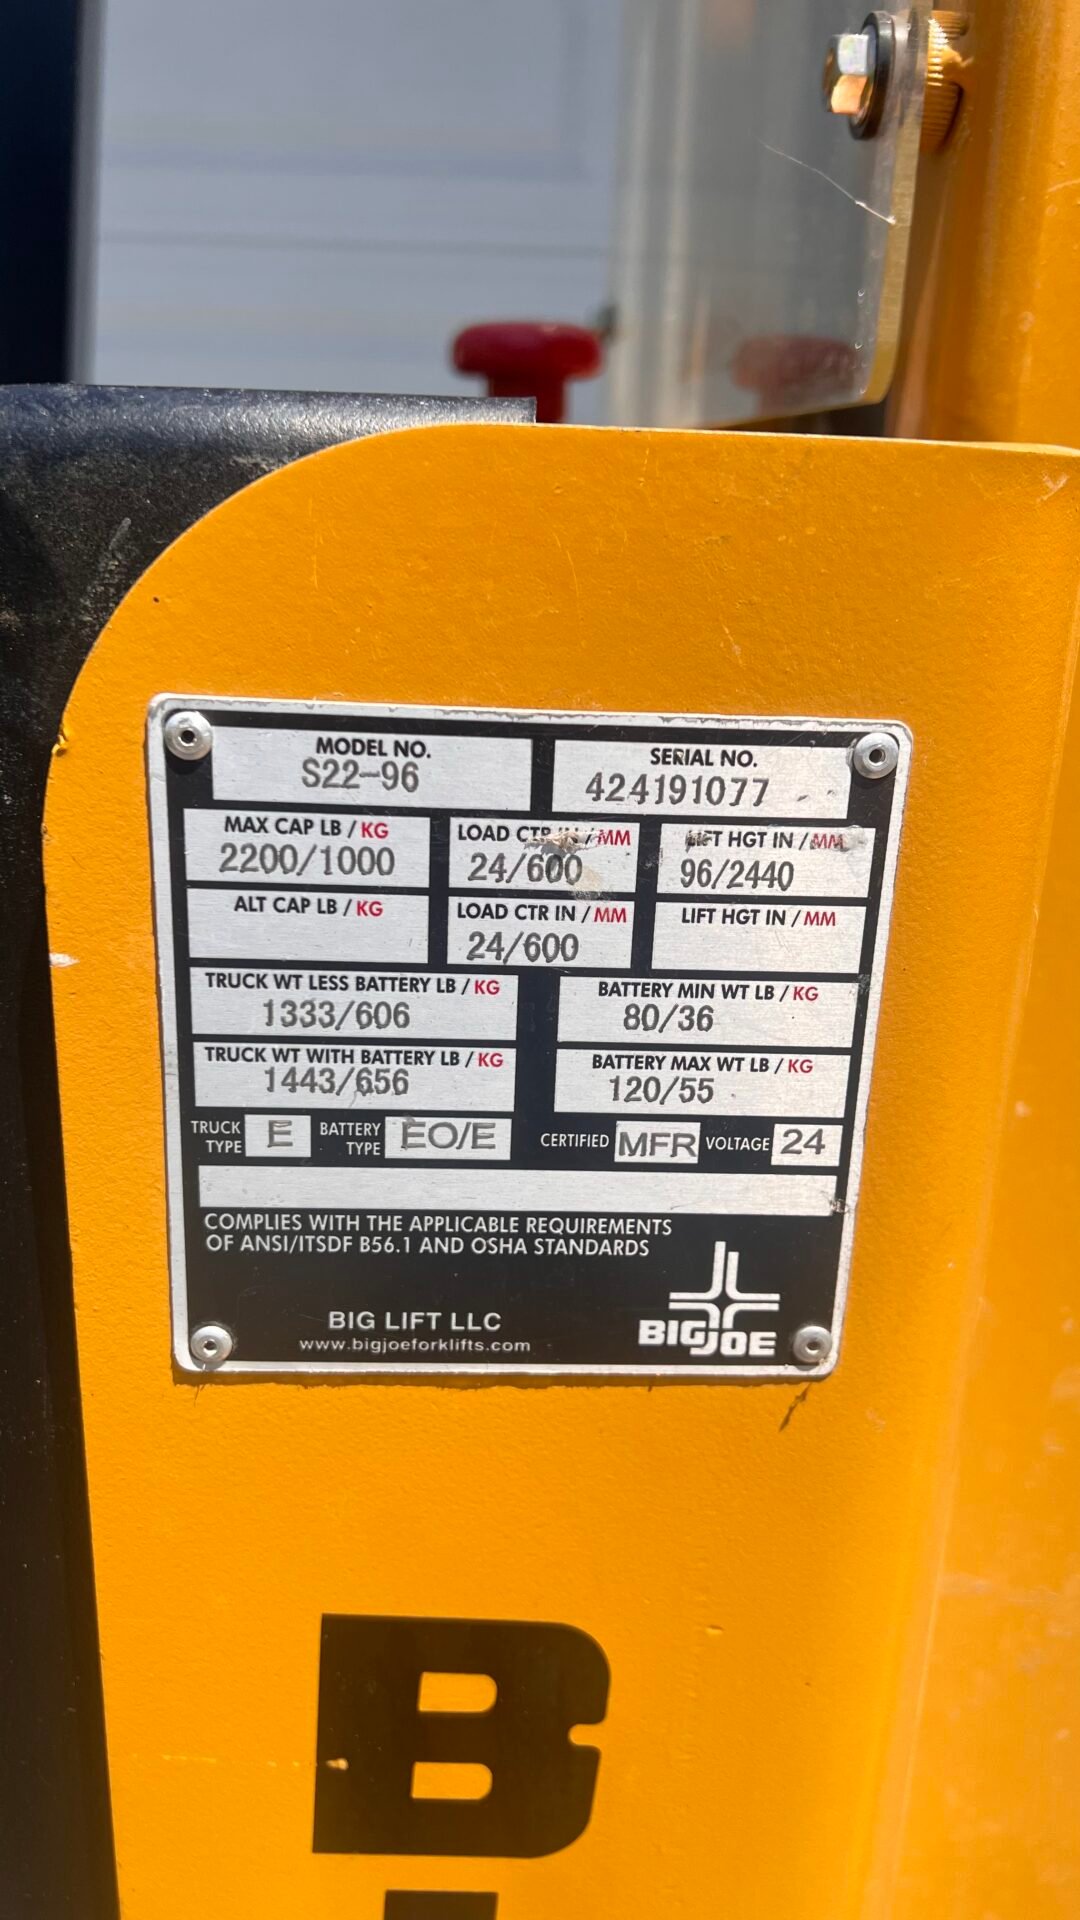 MODEL NO. SERIAL NO.
S22-96 424191077
MAX CAP LB / KG LOAD CTR IN / MM LIFT HGT IN / MM
2200/1000 24/600 96/2440
ALT CAP LB / KG LOAD CTR IN / MM LIFT HGT IN / MM
24/600
TRUCK WT LESS BATTERY LB / KG BATTERY MIN WT LB / KG
1333/606 80/36
TRUCK WT WITH BATTERY LB / KG BATTERY MAX WT LB / KG
1443/656 120/55
TRUCK TYPE E BATTERY TYPE EO/E CERTIFIED MFR VOLTAGE 24
COMPLIES WITH THE APPLICABLE REQUIREMENTS
OF ANSI/ITSDF B56.1 AND OSHA STANDARDS
BIG LIFT LLC
www.bigjoeforklifts.com
BIG JOE
B